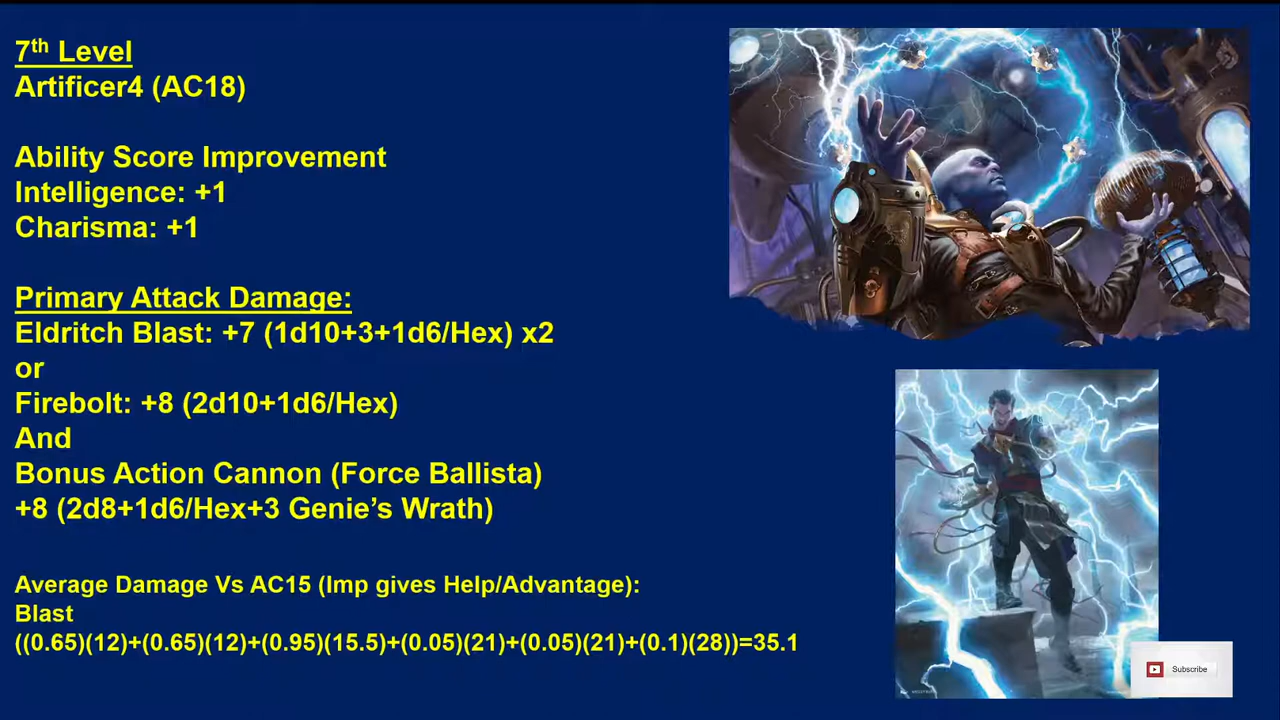 7th Level
Artificer4 (AC18)
Ability Score Improvement
Intelligence: +1
Charisma: +1
Primary Attack Damage:
Eldritch Blast: +7 (1d10+3+1d6/Hex) x2
or
Firebolt: +8 (2d10+1d6/Hex)
And
Bonus Action Cannon (Force Ballista)
+8 (2d8+1d6/Hex+3 Genie's Wrath)
Average Damage Vs AC15 (Imp gives Help/Advantage):
Blast
((0.65)(12)+(0.65)(12)+(0.95)(15.5)+(0.05)(21)+(0.05)(21)+(0.1)(28))=35.1
Subscribe